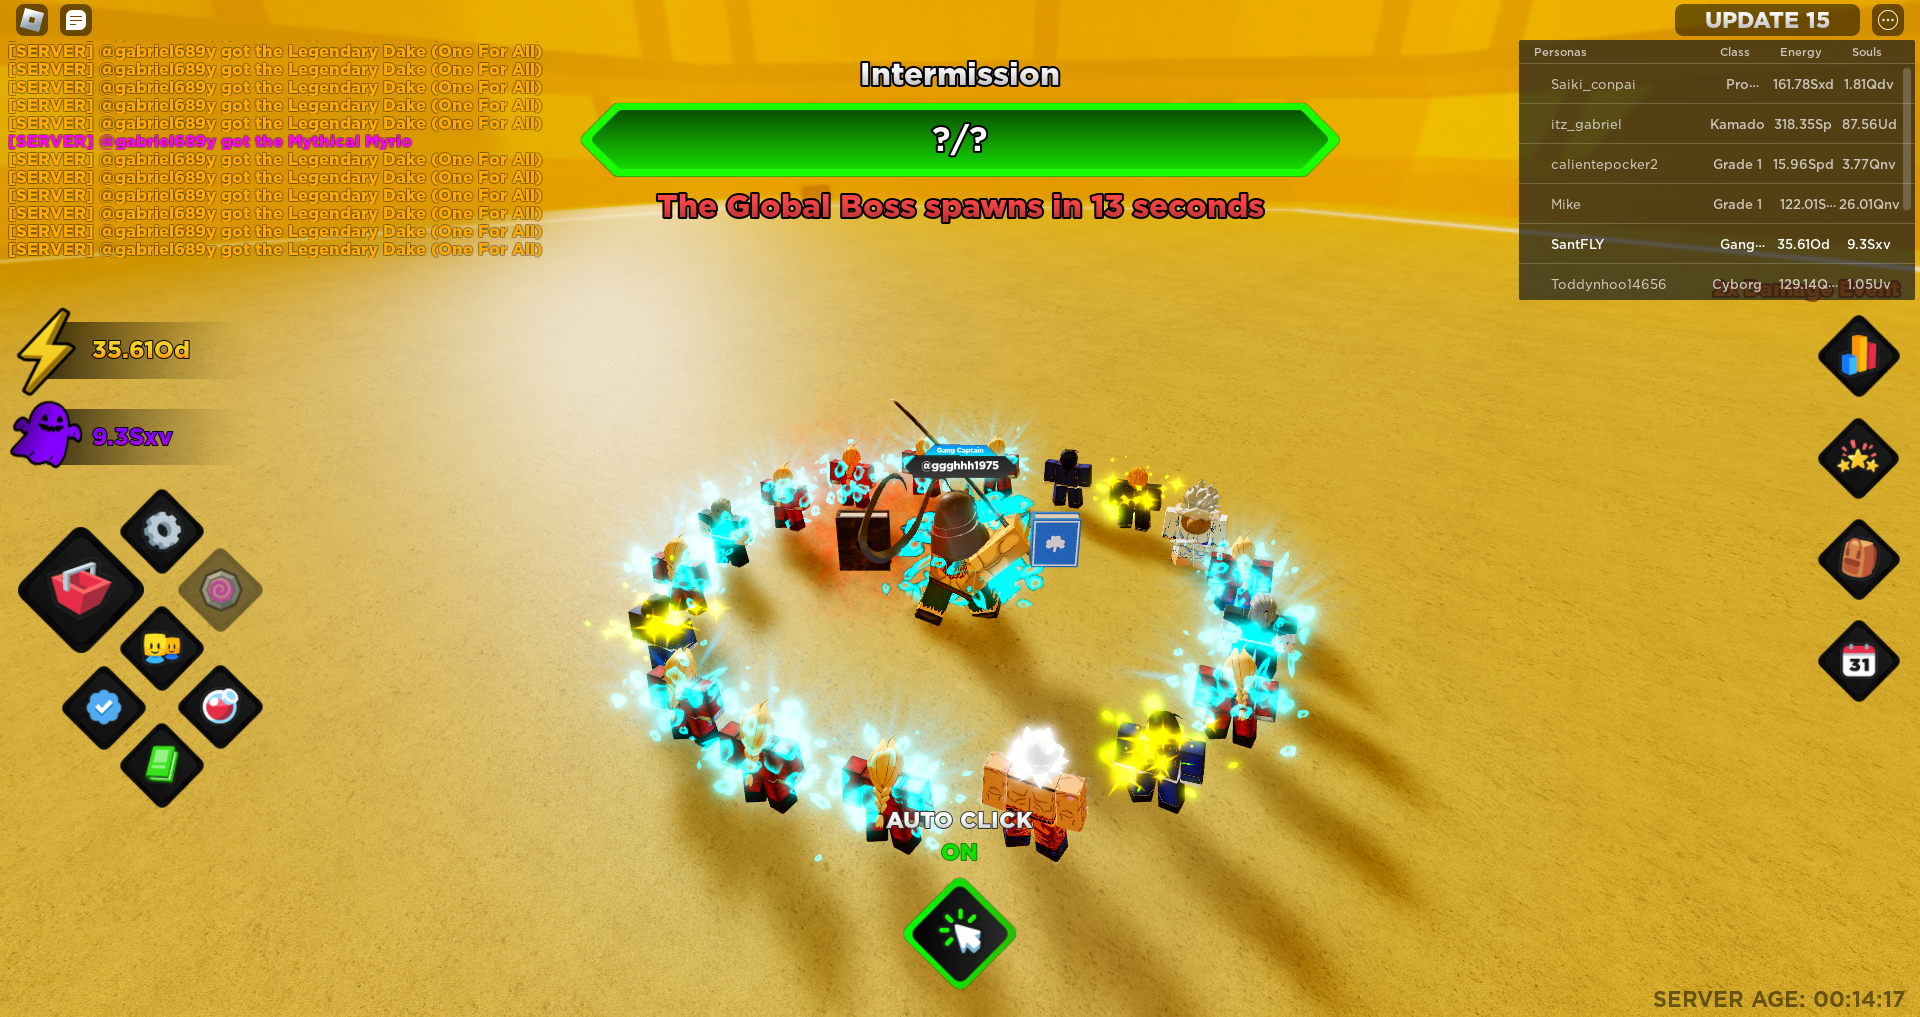 UPDATE 15
[SERVER] @gabriel689y got the Legendary Dake (One For All)
[SERVER] @gabriel689y got the Legendary Dake (One For All)
[SERVER] @gabriel689y got the Legendary Dake (One For All)
[SERVER] @gabriel689y got the Legendary Dake (One For All)
[SERVER] @gabriel689y got the Legendary Dake (One For All)
[SERVER] @gabriel689y got the Mythical Myrio
[SERVER] @gabriel689y got the Legendary Dake (One For All)
[SERVER] @gabriel689y got the Legendary Dake (One For All)
[SERVER] @gabriel689y got the Legendary Dake (One For All)
[SERVER] @gabriel689y got the Legendary Dake (One For All)
[SERVER] @gabriel689y got the Legendary Dake (One For All)
[SERVER] @gabriel689y got the Legendary Dake (One For All)
Intermission
?/?
The Global Boss spawns in 13 seconds
Personas Class Energy Souls
Saiki_conpai Pro... 161.78Sxd 1.81Qdv
itz_gabriel Kamado 318.35Sp 87.56Ud
calientepocker2 Grade 1 15.96Spd 3.77Qnv
Mike Grade 1 122.01S... 26.01Qnv
SantFLY Gang... 35.61Od 9.3Sxv
Toddynhoo14656 Cyborg 129.14Q... 1.05Uv
2x Damage Event
35.61Od
9.3Sxv
Gang Captain
@ggghhh1975
31
AUTO CLICK
ON
SERVER AGE: 00:14:17